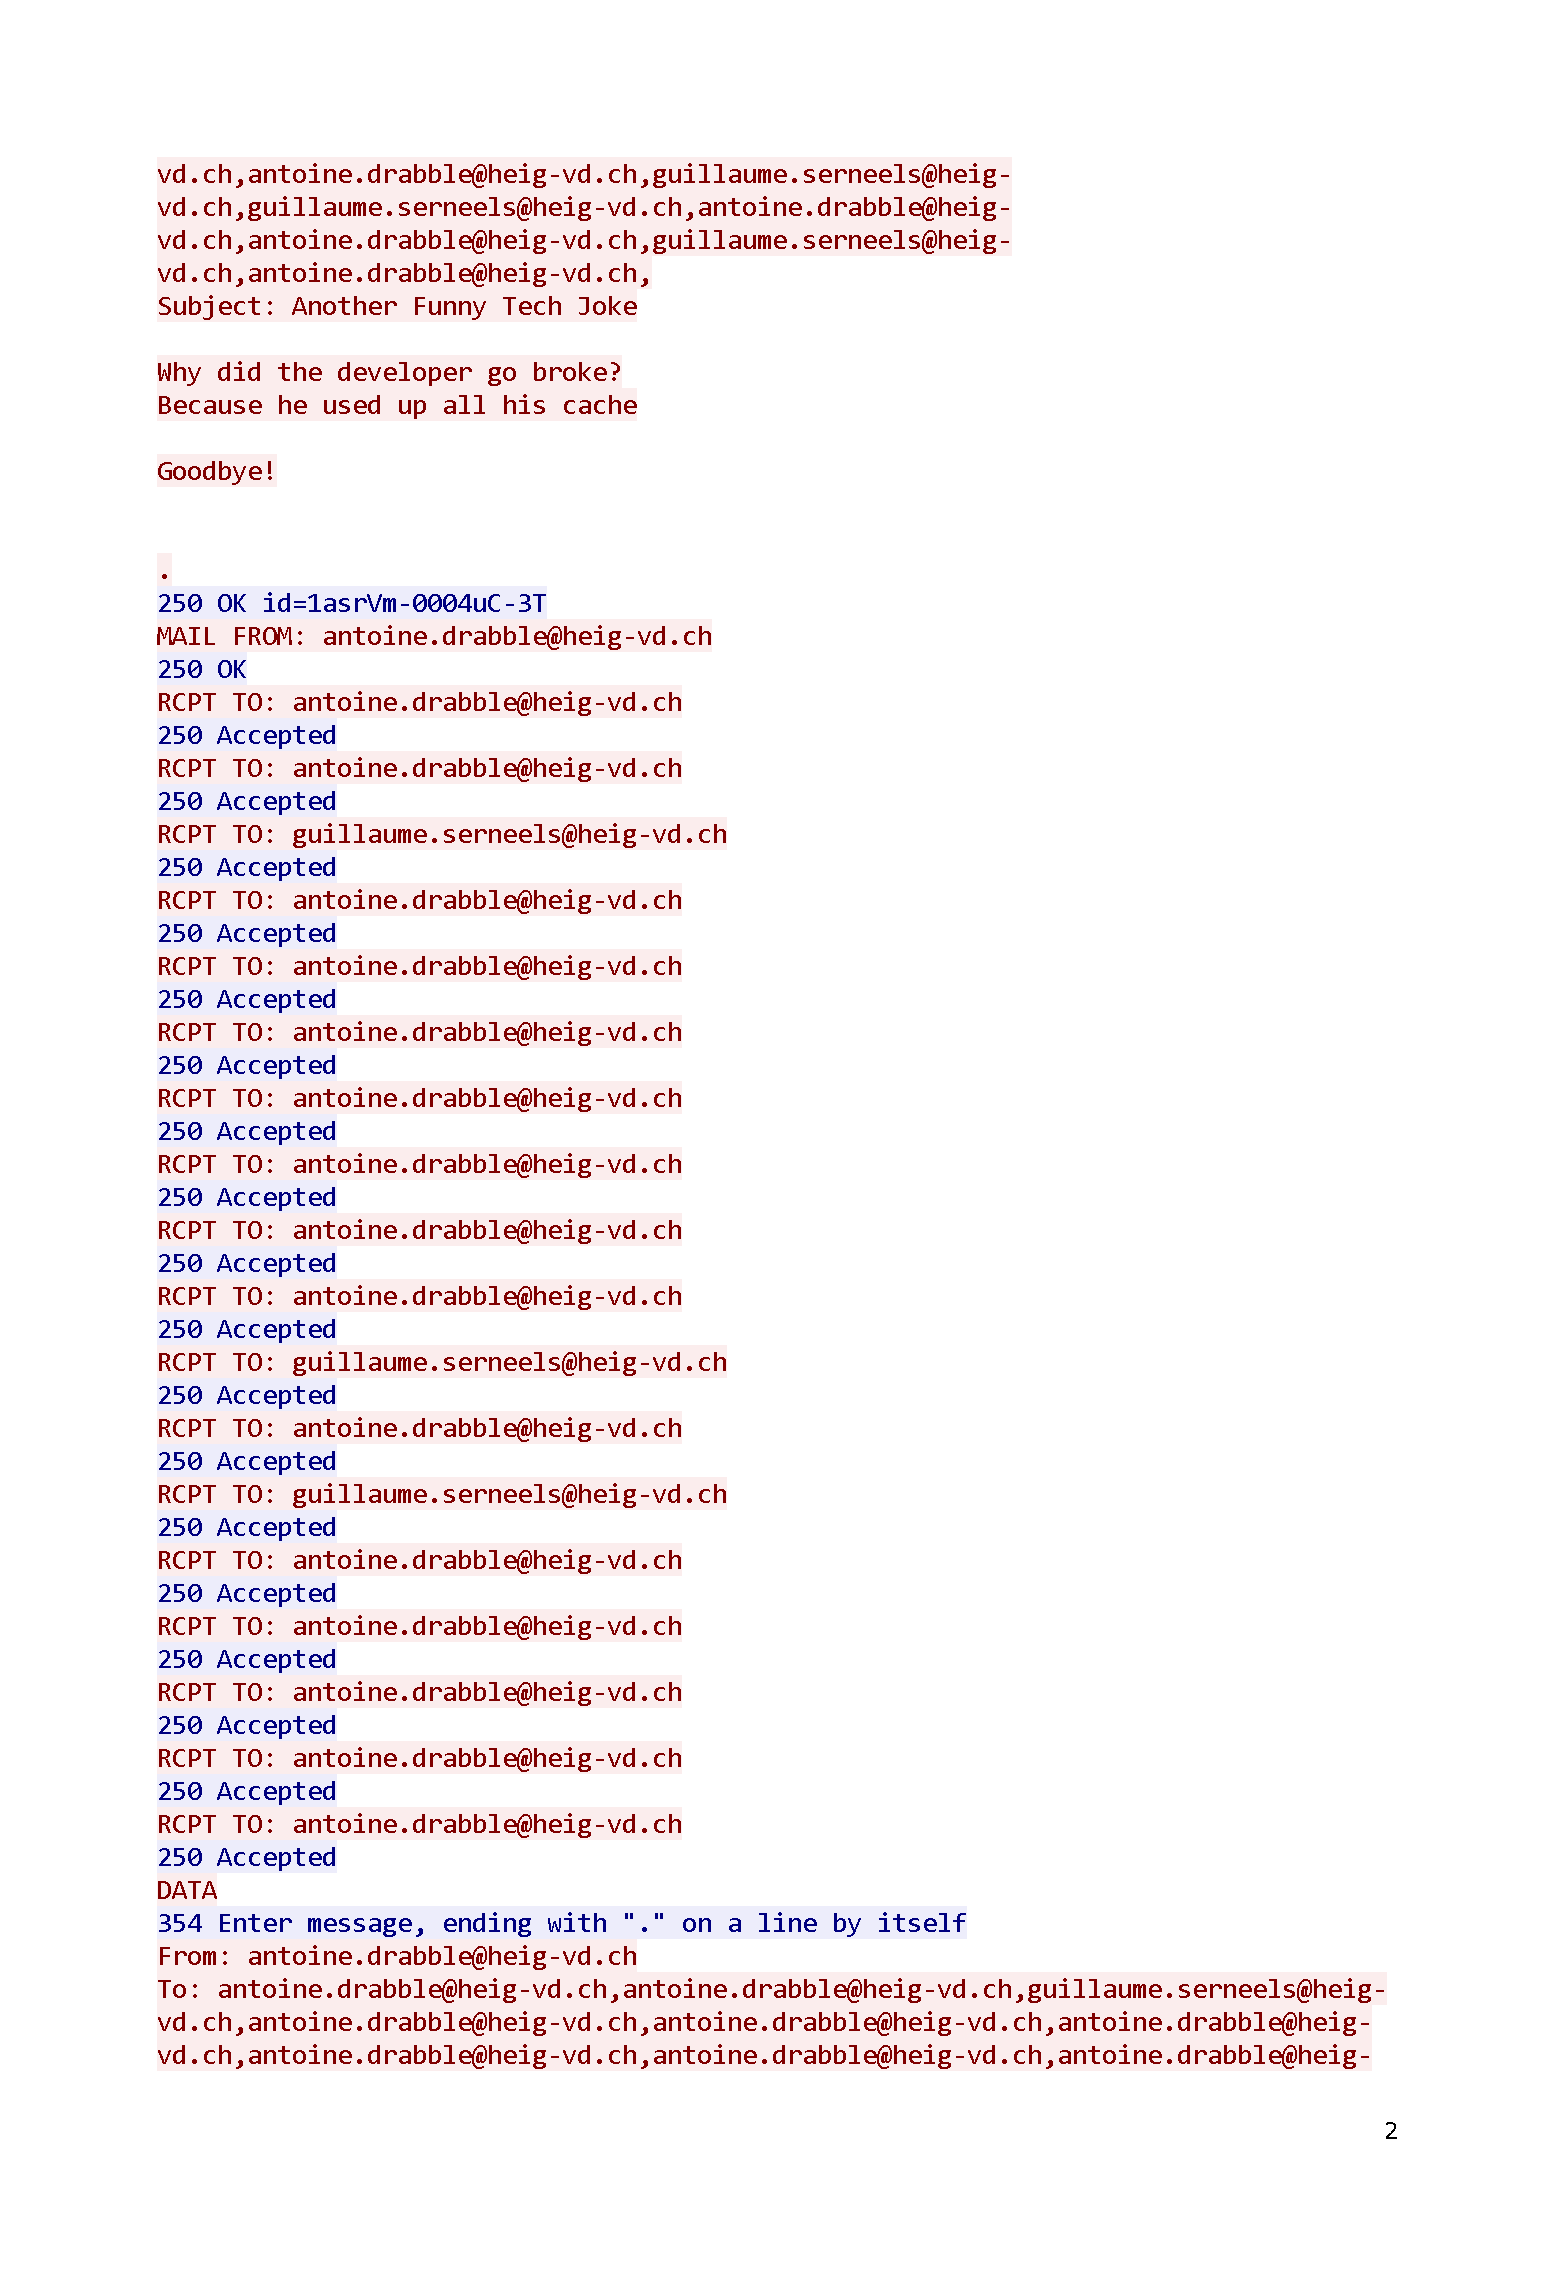 vd.ch,antoine.drabble@heig-vd.ch,guillaume.serneels@heig-
vd.ch,guillaume.serneels@heig-vd.ch,antoine.drabble@heig-
vd.ch,antoine.drabble@heig-vd.ch,guillaume.serneels@heig-
vd.ch,antoine.drabble@heig-vd.ch,
Subject: Another Funny Tech Joke
Why did the developer go broke?
Because he used up all his cache
Goodbye!
.
250 OK id=1asrVm-0004uC-3T
MAIL FROM: antoine.drabble@heig-vd.ch
250 OK
RCPT TO: antoine.drabble@heig-vd.ch
250 Accepted
RCPT TO: antoine.drabble@heig-vd.ch
250 Accepted
RCPT TO: guillaume.serneels@heig-vd.ch
250 Accepted
RCPT TO: antoine.drabble@heig-vd.ch
250 Accepted
RCPT TO: antoine.drabble@heig-vd.ch
250 Accepted
RCPT TO: antoine.drabble@heig-vd.ch
250 Accepted
RCPT TO: antoine.drabble@heig-vd.ch
250 Accepted
RCPT TO: antoine.drabble@heig-vd.ch
250 Accepted
RCPT TO: antoine.drabble@heig-vd.ch
250 Accepted
RCPT TO: antoine.drabble@heig-vd.ch
250 Accepted
RCPT TO: guillaume.serneels@heig-vd.ch
250 Accepted
RCPT TO: antoine.drabble@heig-vd.ch
250 Accepted
RCPT TO: guillaume.serneels@heig-vd.ch
250 Accepted
RCPT TO: antoine.drabble@heig-vd.ch
250 Accepted
RCPT TO: antoine.drabble@heig-vd.ch
250 Accepted
RCPT TO: antoine.drabble@heig-vd.ch
250 Accepted
RCPT TO: antoine.drabble@heig-vd.ch
250 Accepted
RCPT TO: antoine.drabble@heig-vd.ch
250 Accepted
DATA
354 Enter message, ending with "." on a line by itself
From: antoine.drabble@heig-vd.ch
To: antoine.drabble@heig-vd.ch,antoine.drabble@heig-vd.ch,guillaume.serneels@heig-
vd.ch,antoine.drabble@heig-vd.ch,antoine.drabble@heig-vd.ch,antoine.drabble@heig-
vd.ch,antoine.drabble@heig-vd.ch,antoine.drabble@heig-vd.ch,antoine.drabble@heig-
2